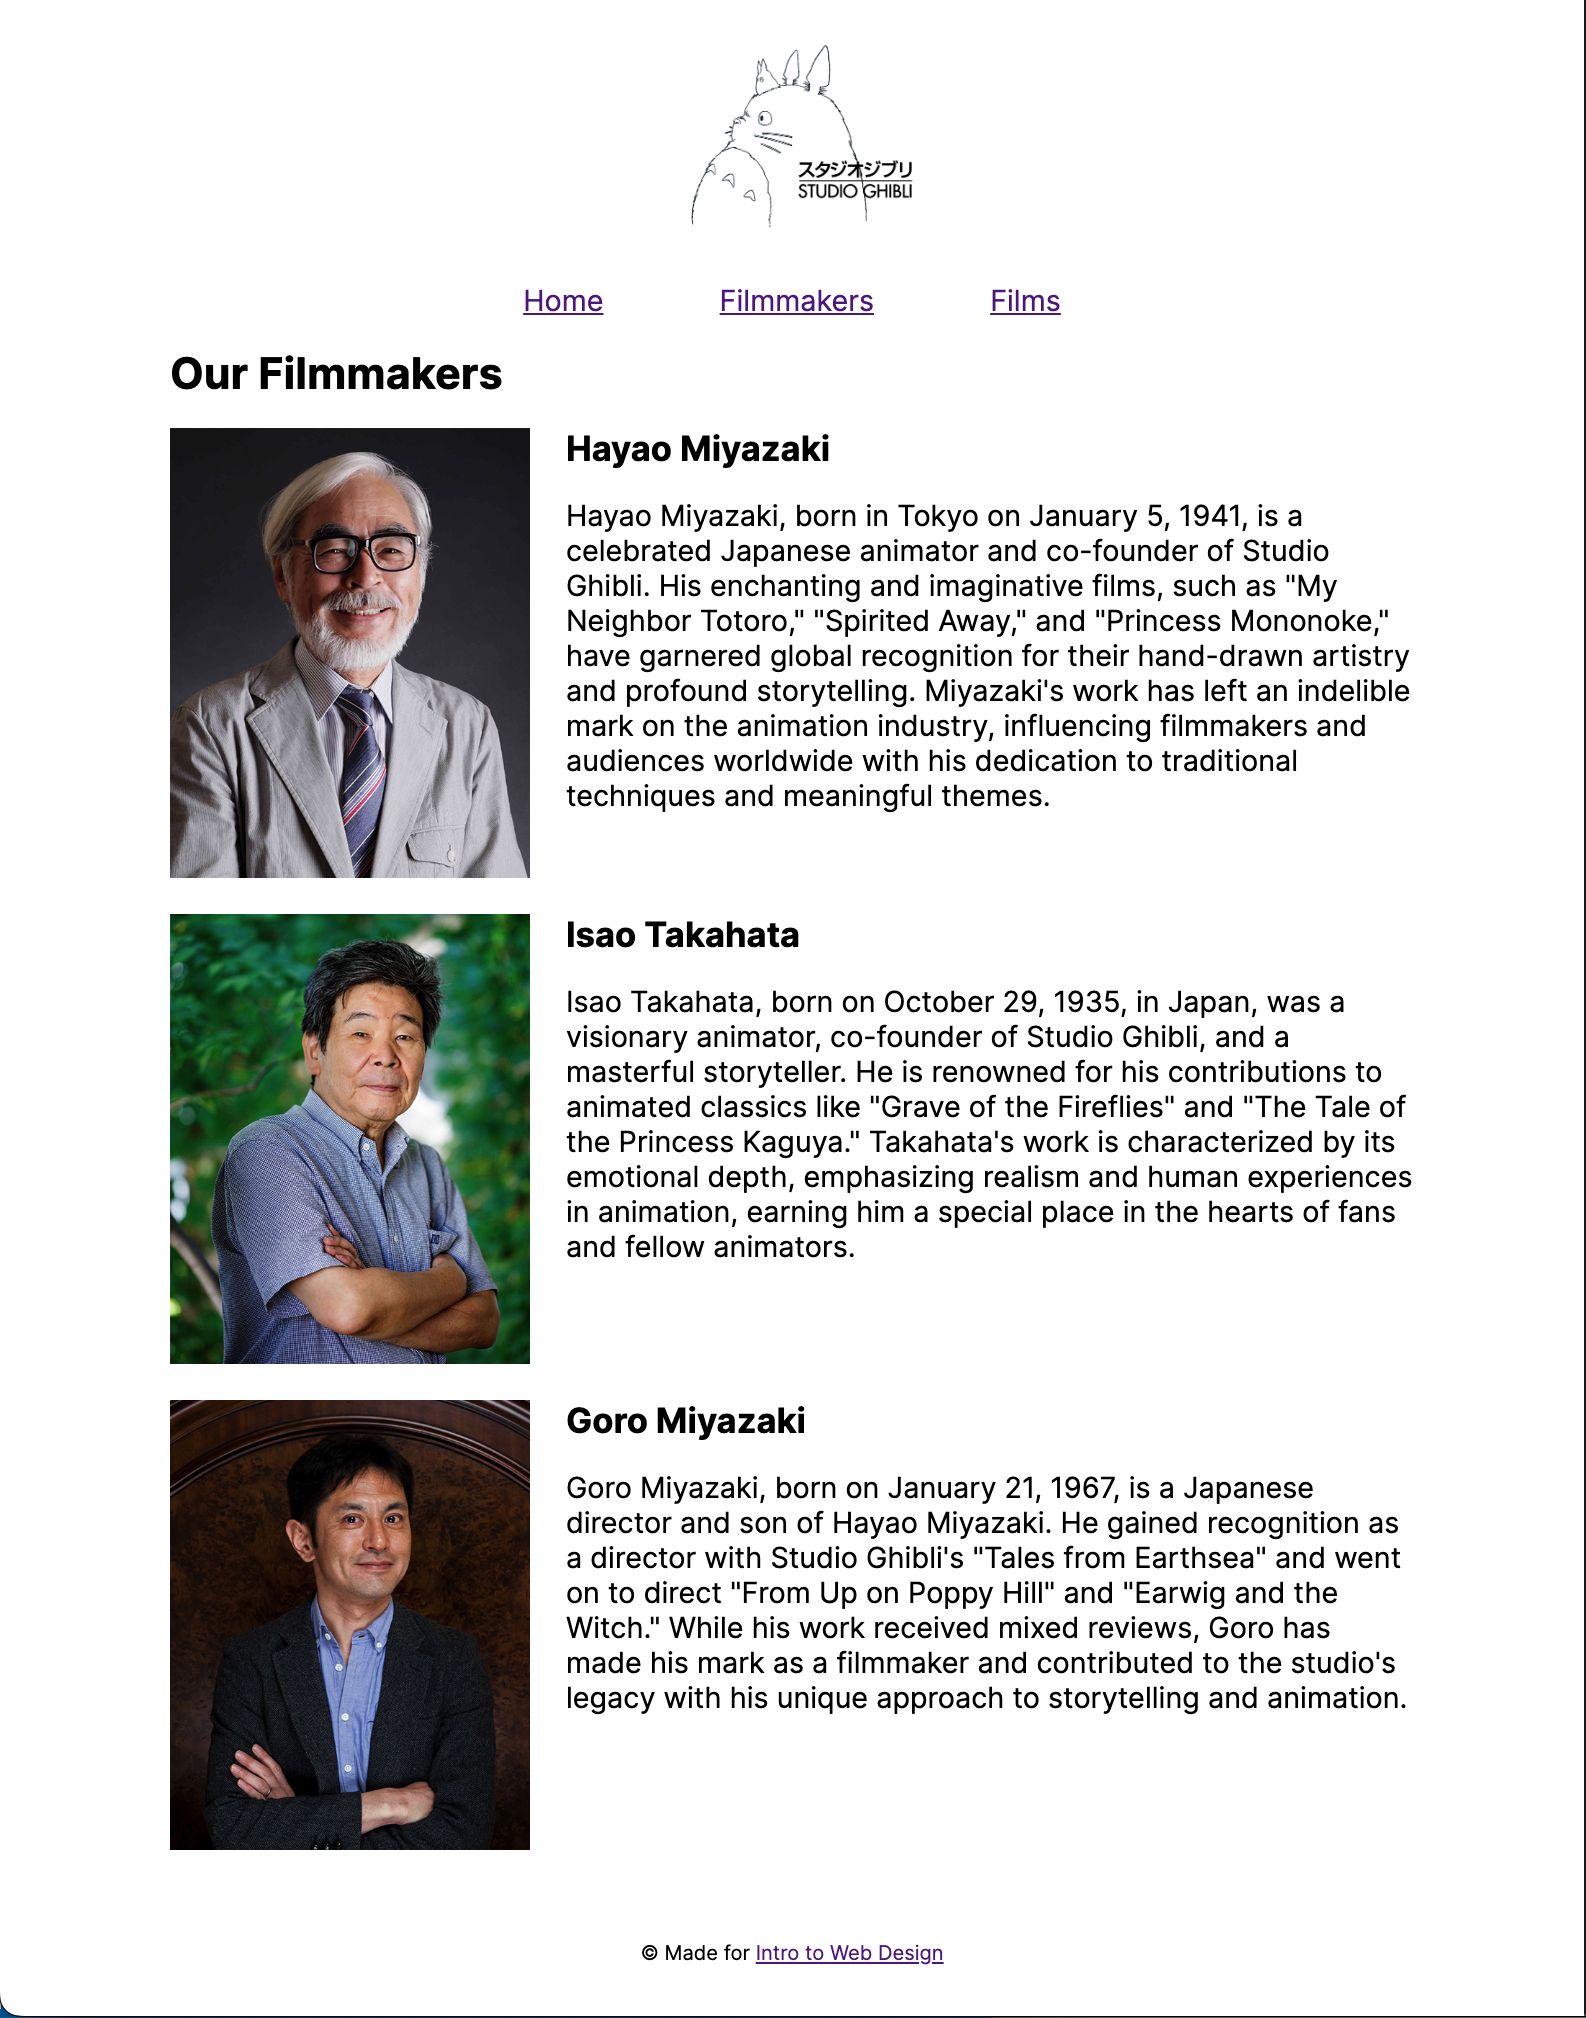 スタジオジブリ
STUDIO GHIBLI
Home Filmmakers Films
Our Filmmakers
Hayao Miyazaki
Hayao Miyazaki, born in Tokyo on January 5, 1941, is a
celebrated Japanese animator and co-founder of Studio
Ghibli. His enchanting and imaginative films, such as "My
Neighbor Totoro," "Spirited Away," and "Princess Mononoke,"
have garnered global recognition for their hand-drawn artistry
and profound storytelling. Miyazaki's work has left an indelible
mark on the animation industry, influencing filmmakers and
audiences worldwide with his dedication to traditional
techniques and meaningful themes.
Isao Takahata
Isao Takahata, born on October 29, 1935, in Japan, was a
visionary animator, co-founder of Studio Ghibli, and a
masterful storyteller. He is renowned for his contributions to
animated classics like "Grave of the Fireflies" and "The Tale of
the Princess Kaguya." Takahata's work is characterized by its
emotional depth, emphasizing realism and human experiences
in animation, earning him a special place in the hearts of fans
and fellow animators.
Goro Miyazaki
Goro Miyazaki, born on January 21, 1967, is a Japanese
director and son of Hayao Miyazaki. He gained recognition as
a director with Studio Ghibli's "Tales from Earthsea" and went
on to direct "From Up on Poppy Hill" and "Earwig and the
Witch." While his work received mixed reviews, Goro has
made his mark as a filmmaker and contributed to the studio's
legacy with his unique approach to storytelling and animation.
© Made for Intro to Web Design